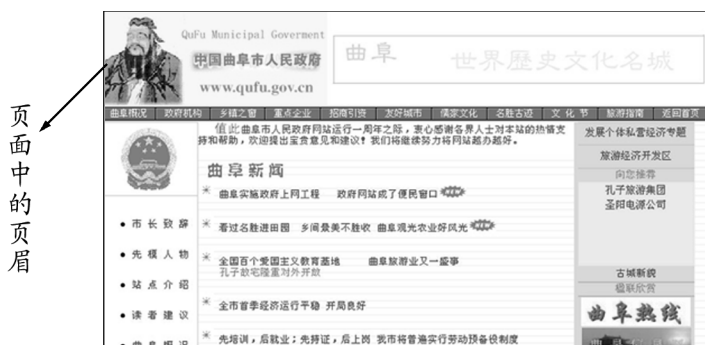 页面中的页眉
QuFu Municipal Goverment
中国曲阜市人民政府
www.qufu.gov.cn
曲阜 世界歷史文化名城
曲阜概况 政府机构 乡镇之窗 重点企业 招商引资 友好城市 儒家文化 名胜古迹 文化节 旅游指南 返回首页
值此曲阜市人民政府网站运行一周年之际，衷心感谢各界人士对本站的热情支
持和帮助，欢迎提出宝贵意见和建议！我们将继续努力将网站越办越好。
曲阜新闻
曲阜实施政府上网工程 政府网站成了便民窗口
看过名胜进田园 乡间景美不胜收 曲阜观光农业好风光
全国百个爱国主义教育基地 曲阜旅游业又一盛事
孔子故宅隆重对外开放
全市首季经济运行平稳 开局良好
先培训，后就业；先持证，后上岗 我市将普遍实行劳动预备役制度
• 市长致辞
• 先模人物
• 站点介绍
• 读者建议
发展个体私营经济专题
旅游经济开发区
向您推荐
孔子旅游集团
圣阳电源公司
古城新貌
楹联欣赏
曲阜热线